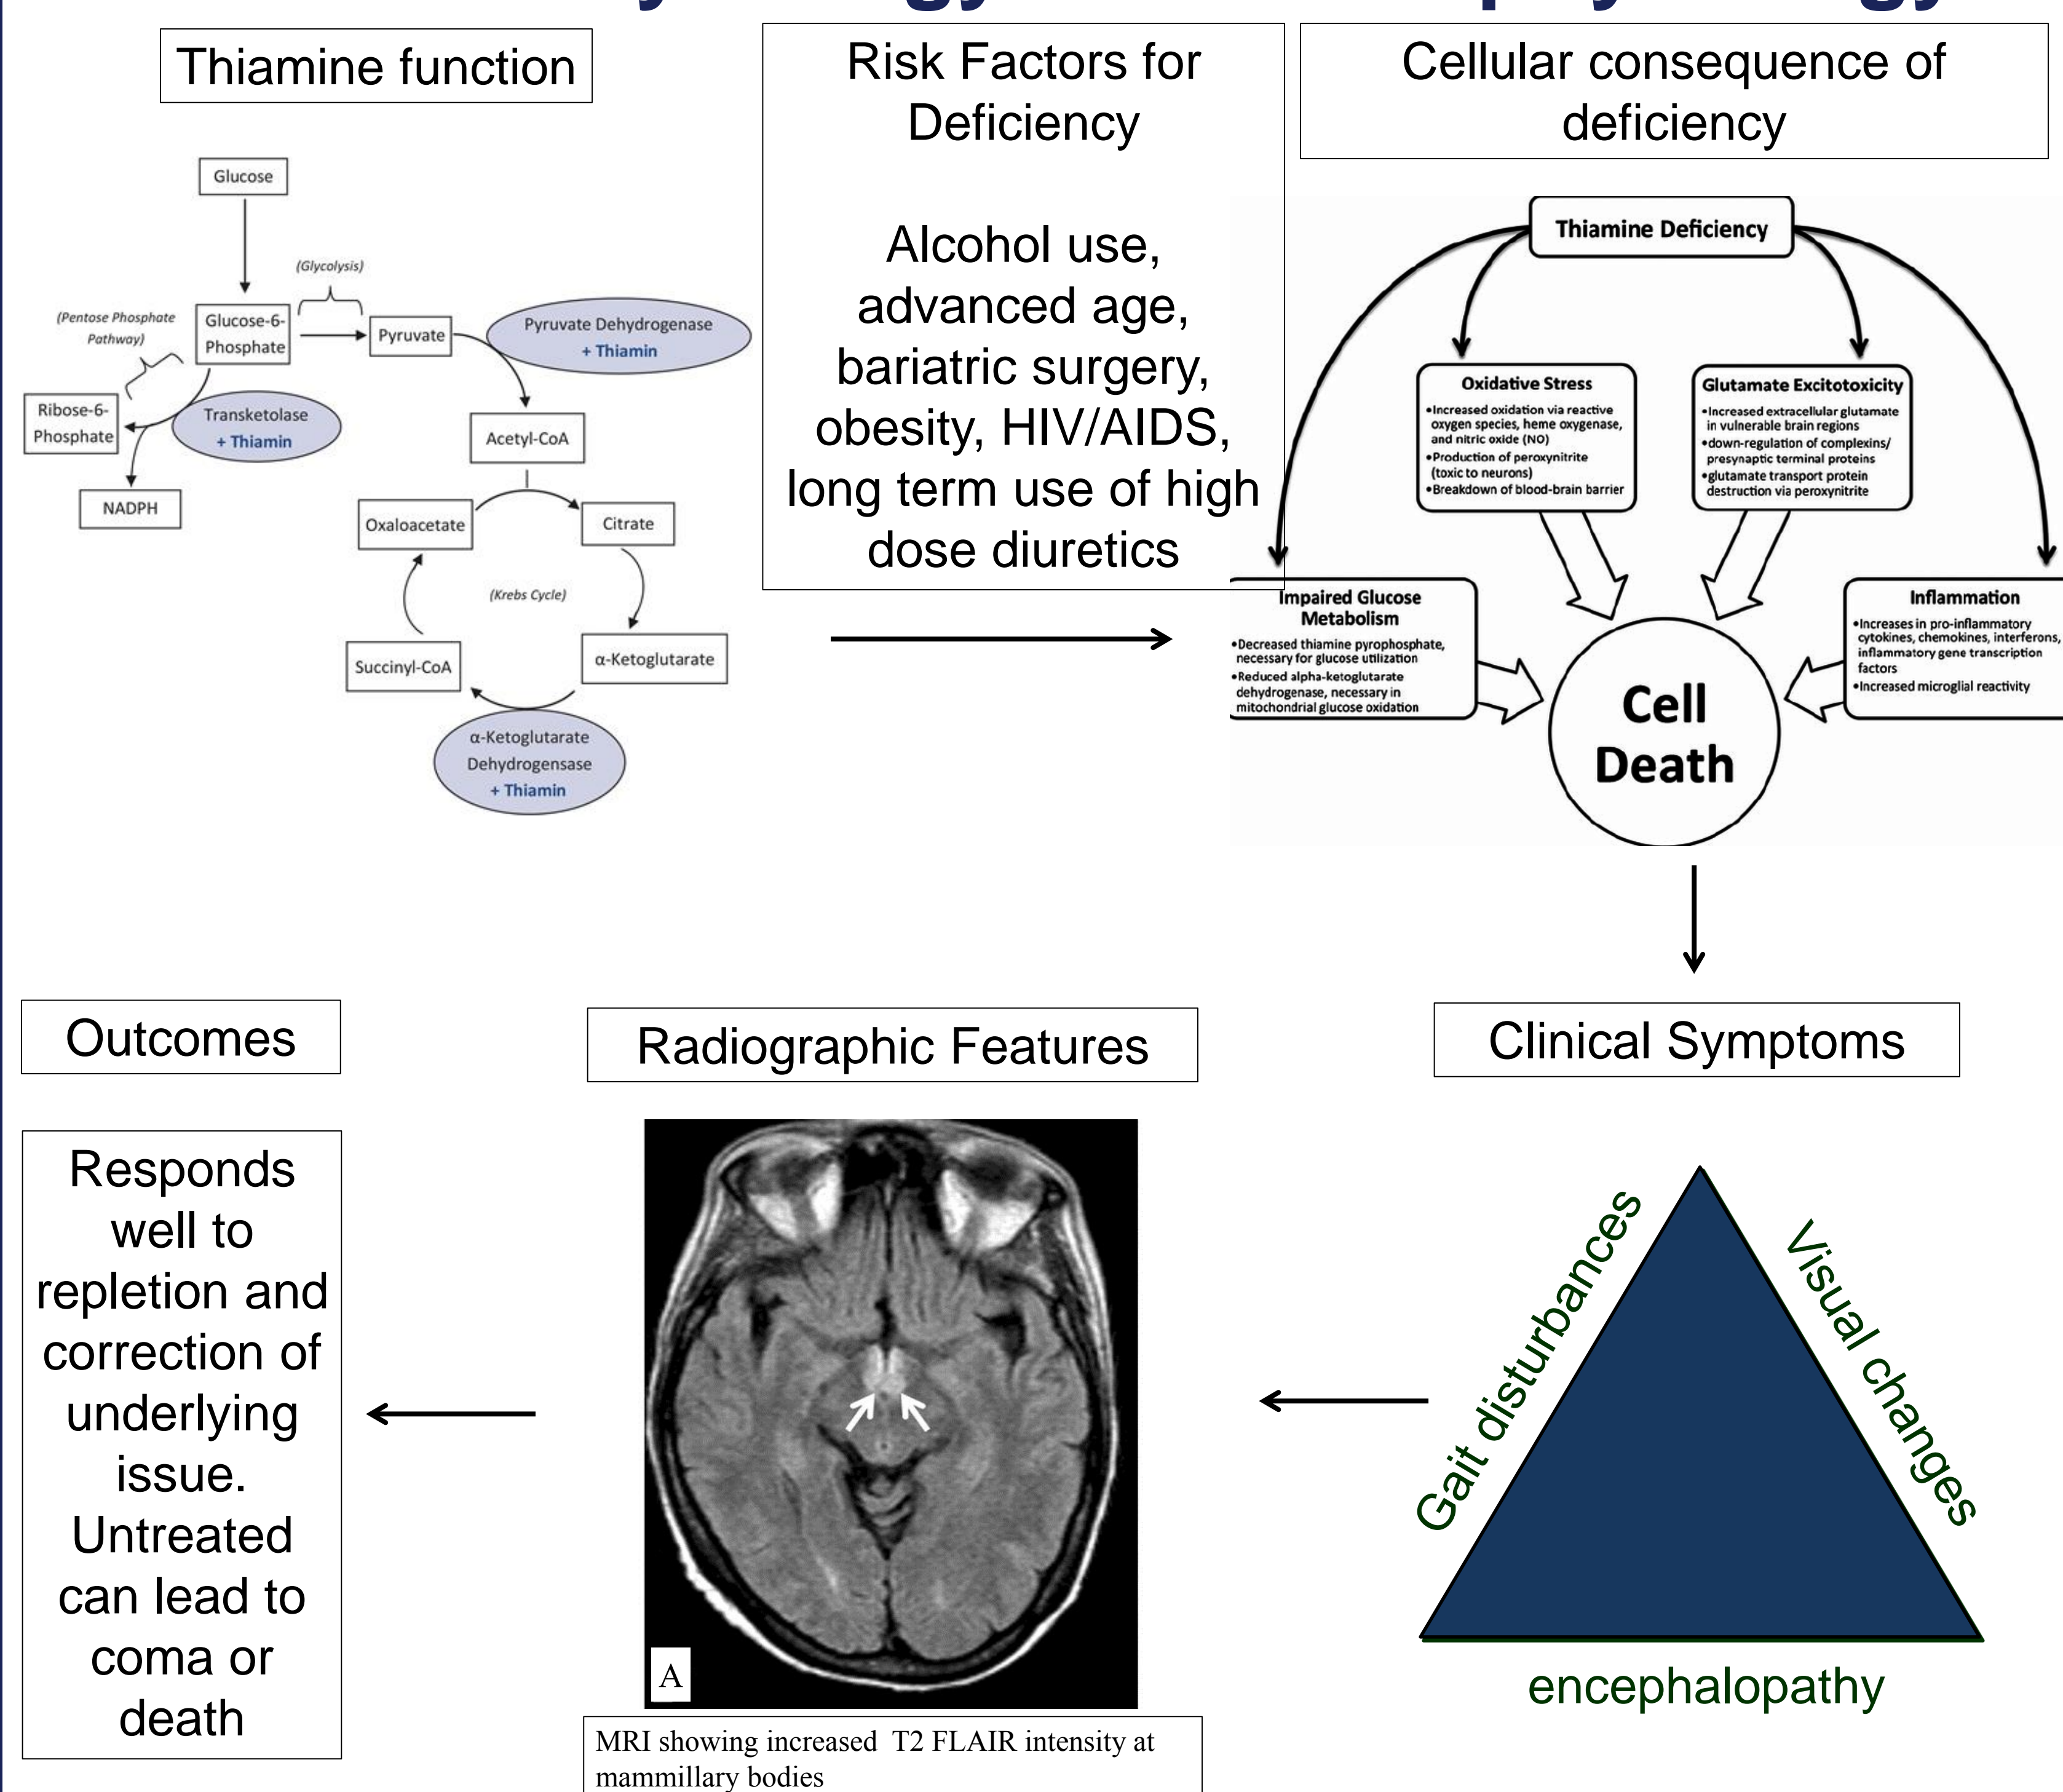 Thiamine function
Glucose
(Glycolysis)
(Pentose Phosphate
Pathway)
Glucose-6-
Phosphate
Pyruvate
Pyruvate Dehydrogenase
+ Thiamin
Ribose-6-
Phosphate
Transketolase
+ Thiamin
Acetyl-CoA
NADPH
Oxaloacetate
Citrate
(Krebs Cycle)
Succinyl-CoA
α-Ketoglutarate
α-Ketoglutarate
Dehydrogensase
+ Thiamin
Risk Factors for
Deficiency
Alcohol use,
advanced age,
bariatric surgery,
obesity, HIV/AIDS,
long term use of high
dose diuretics
Cellular consequence of
deficiency
Thiamine Deficiency
Oxidative Stress
•Increased oxidation via reactive
oxygen species, heme oxygenase,
and nitric oxide (NO)
•Production of peroxynitrite
(toxic to neurons)
•Breakdown of blood-brain barrier
Glutamate Excitotoxicity
•Increased extracellular glutamate
in vulnerable brain regions
•down-regulation of complexins/
presynaptic terminal proteins
•glutamate transport protein
destruction via peroxynitrite
Impaired Glucose
Metabolism
•Decreased thiamine pyrophosphate,
necessary for glucose utilization
•Reduced alpha-ketoglutarate
dehydrogenase, necessary in
mitochondrial glucose oxidation
Inflammation
•Increases in pro-inflammatory
cytokines, chemokines, interferons,
inflammatory gene transcription
factors
•Increased microglial reactivity
Cell
Death
Outcomes
Responds
well to
repletion and
correction of
underlying
issue.
Untreated
can lead to
coma or
death
Radiographic Features
A
MRI showing increased T2 FLAIR intensity at
mammillary bodies
Clinical Symptoms
Gait disturbances
Visual changes
encephalopathy